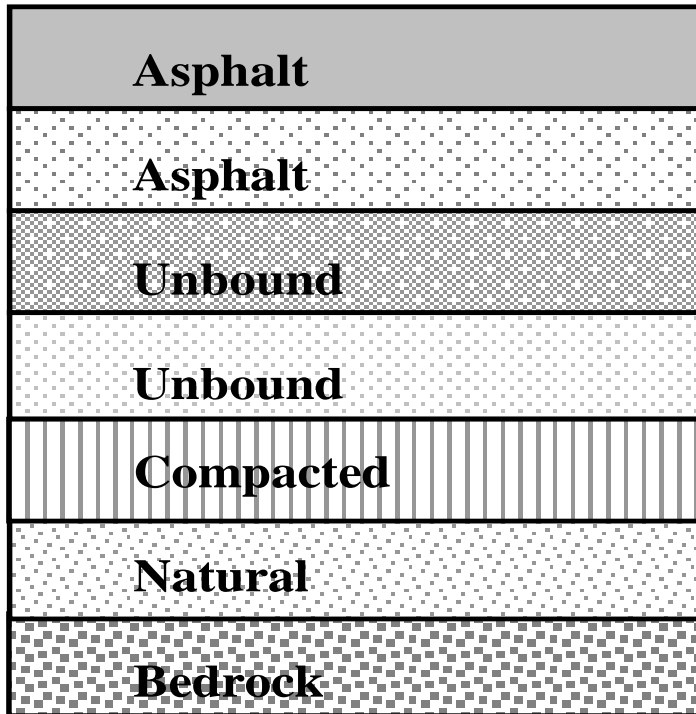 Asphalt
Asphalt
Unbound
Unbound
Compacted
Natural
Bedrock